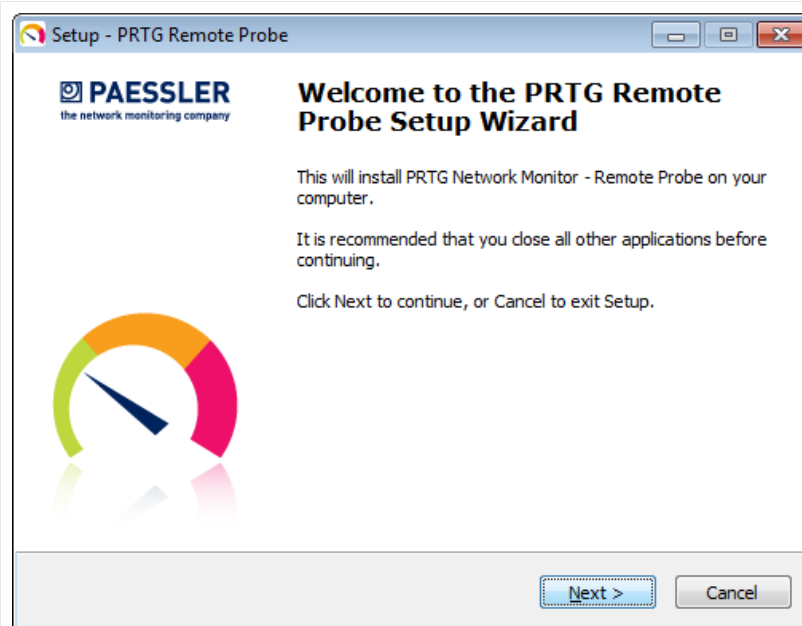 Setup - PRTG Remote Probe
PAESSLER
the network monitoring company
Welcome to the PRTG Remote
Probe Setup Wizard
This will install PRTG Network Monitor - Remote Probe on your
computer.
It is recommended that you close all other applications before
continuing.
Click Next to continue, or Cancel to exit Setup.
Next >
Cancel